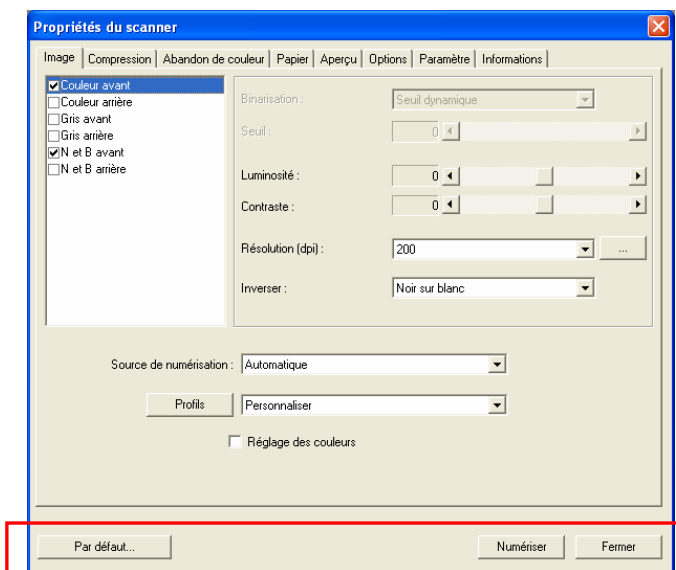 Propriétés du scanner
Image Compression Abandon de couleur Papier Aperçu Options Paramètre Informations
Couleur avant
Couleur arrière
Gris avant
Gris arrière
N et B avant
N et B arrière
Binarisation : Seuil dynamique
Seuil : 0
Luminosité : 0
Contraste : 0
Résolution (dpi) : 200 ...
Inverser : Noir sur blanc
Source de numérisation : Automatique
Profils Personnaliser
Réglage des couleurs
Par défaut... Numériser Fermer